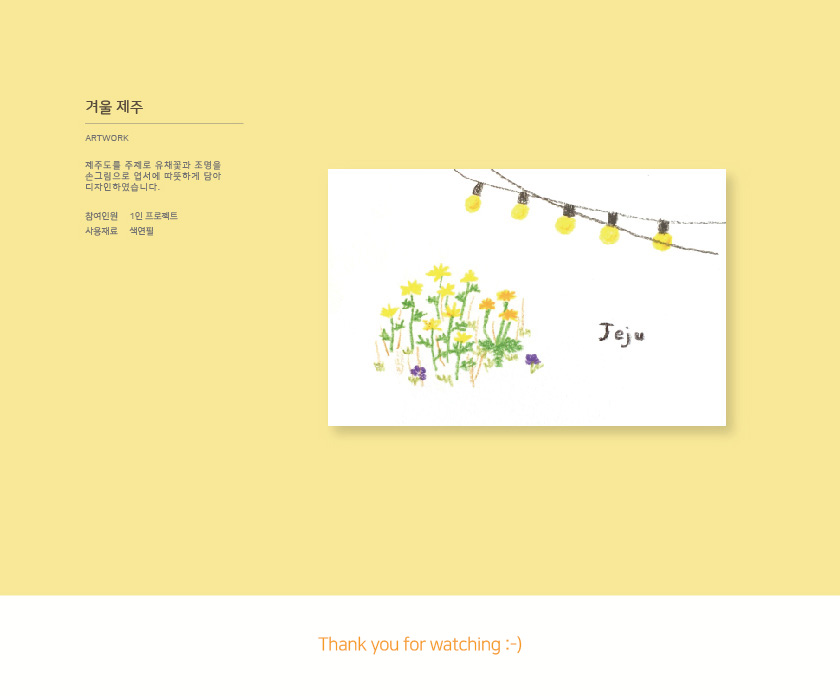 겨울 제주
ARTWORK
제주도를 주제로 유채꽃과 조명을
손그림으로 엽서에 따뜻하게 담아
디자인하였습니다.
참여인원 1인 프로젝트
사용재료 색연필
Jeju
Thank you for watching :-)